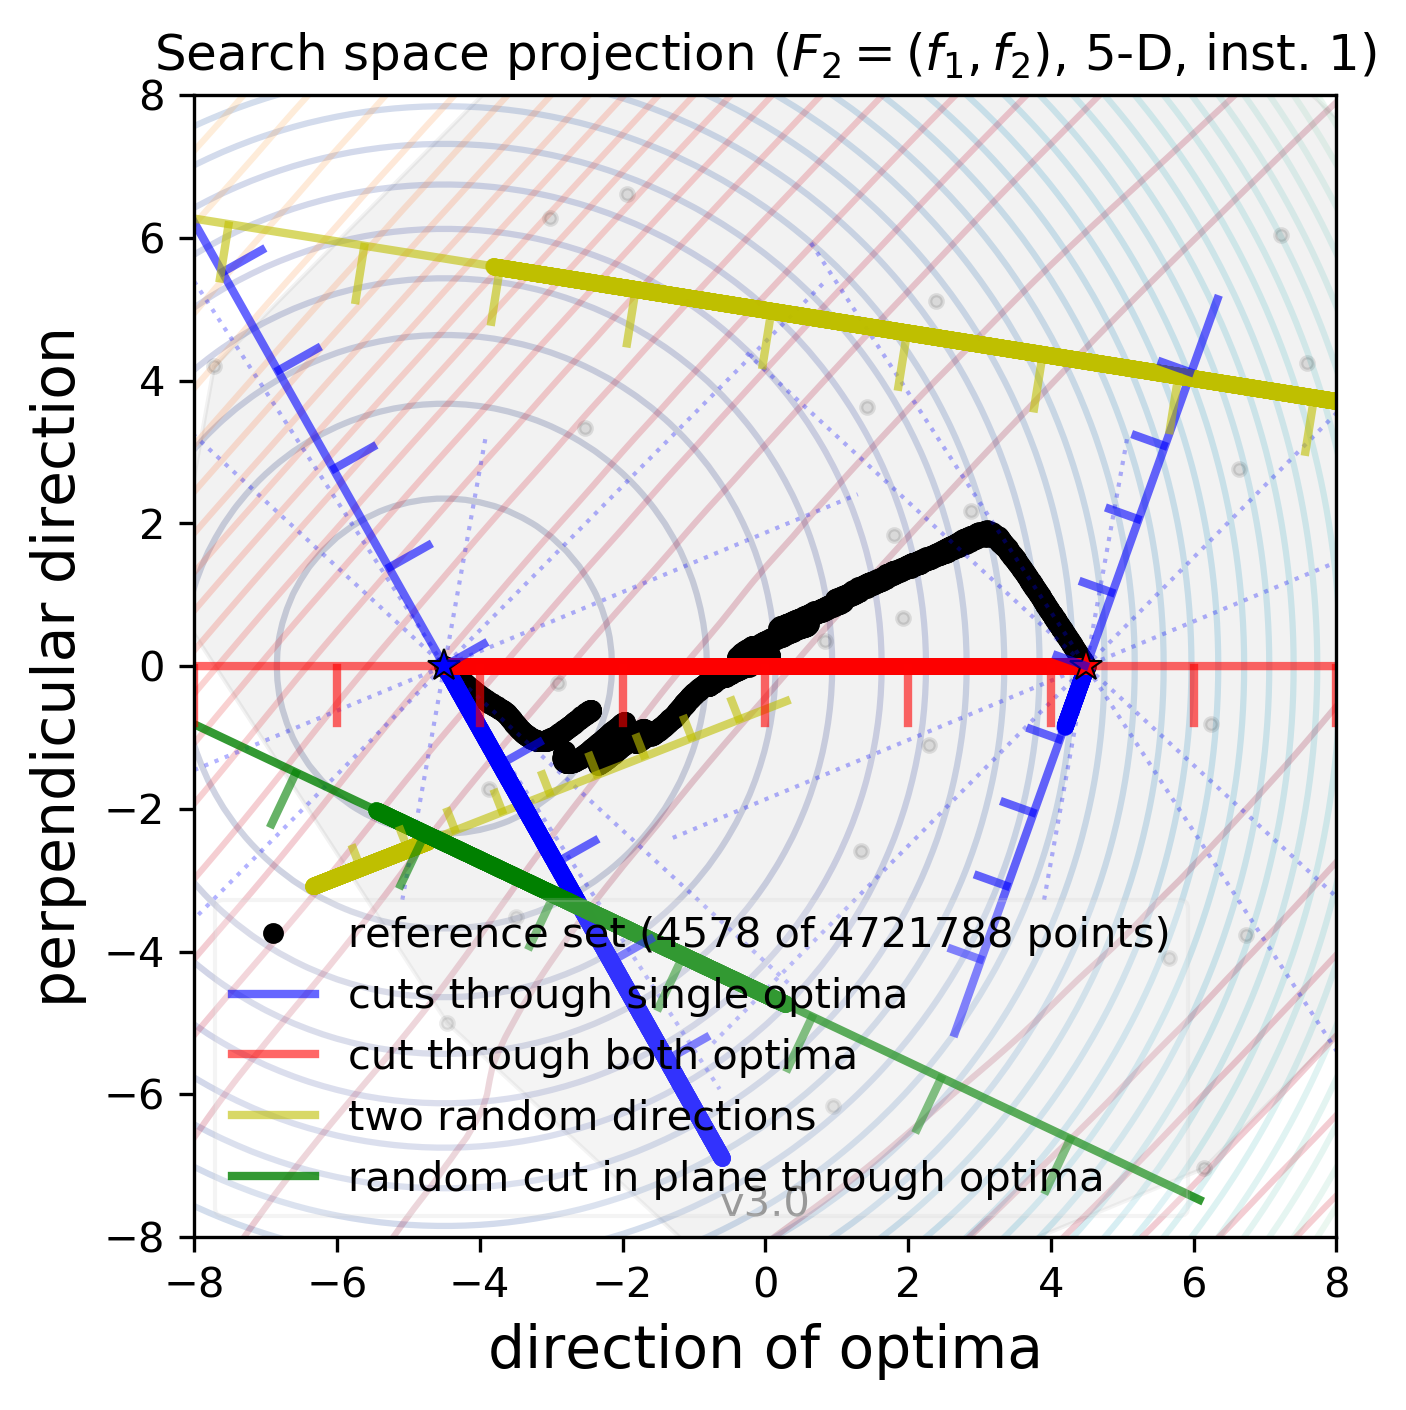 Search space projection (F₂ = (f₁, f₂), 5-D, inst. 1)
8
6
4
2
0
−2
−4
−6
−8
perpendicular direction
reference set (4578 of 4721788 points)
cuts through single optima
cut through both optima
two random directions
random cut in plane through optima
v3.0
−8 −6 −4 −2 0 2 4 6 8
direction of optima